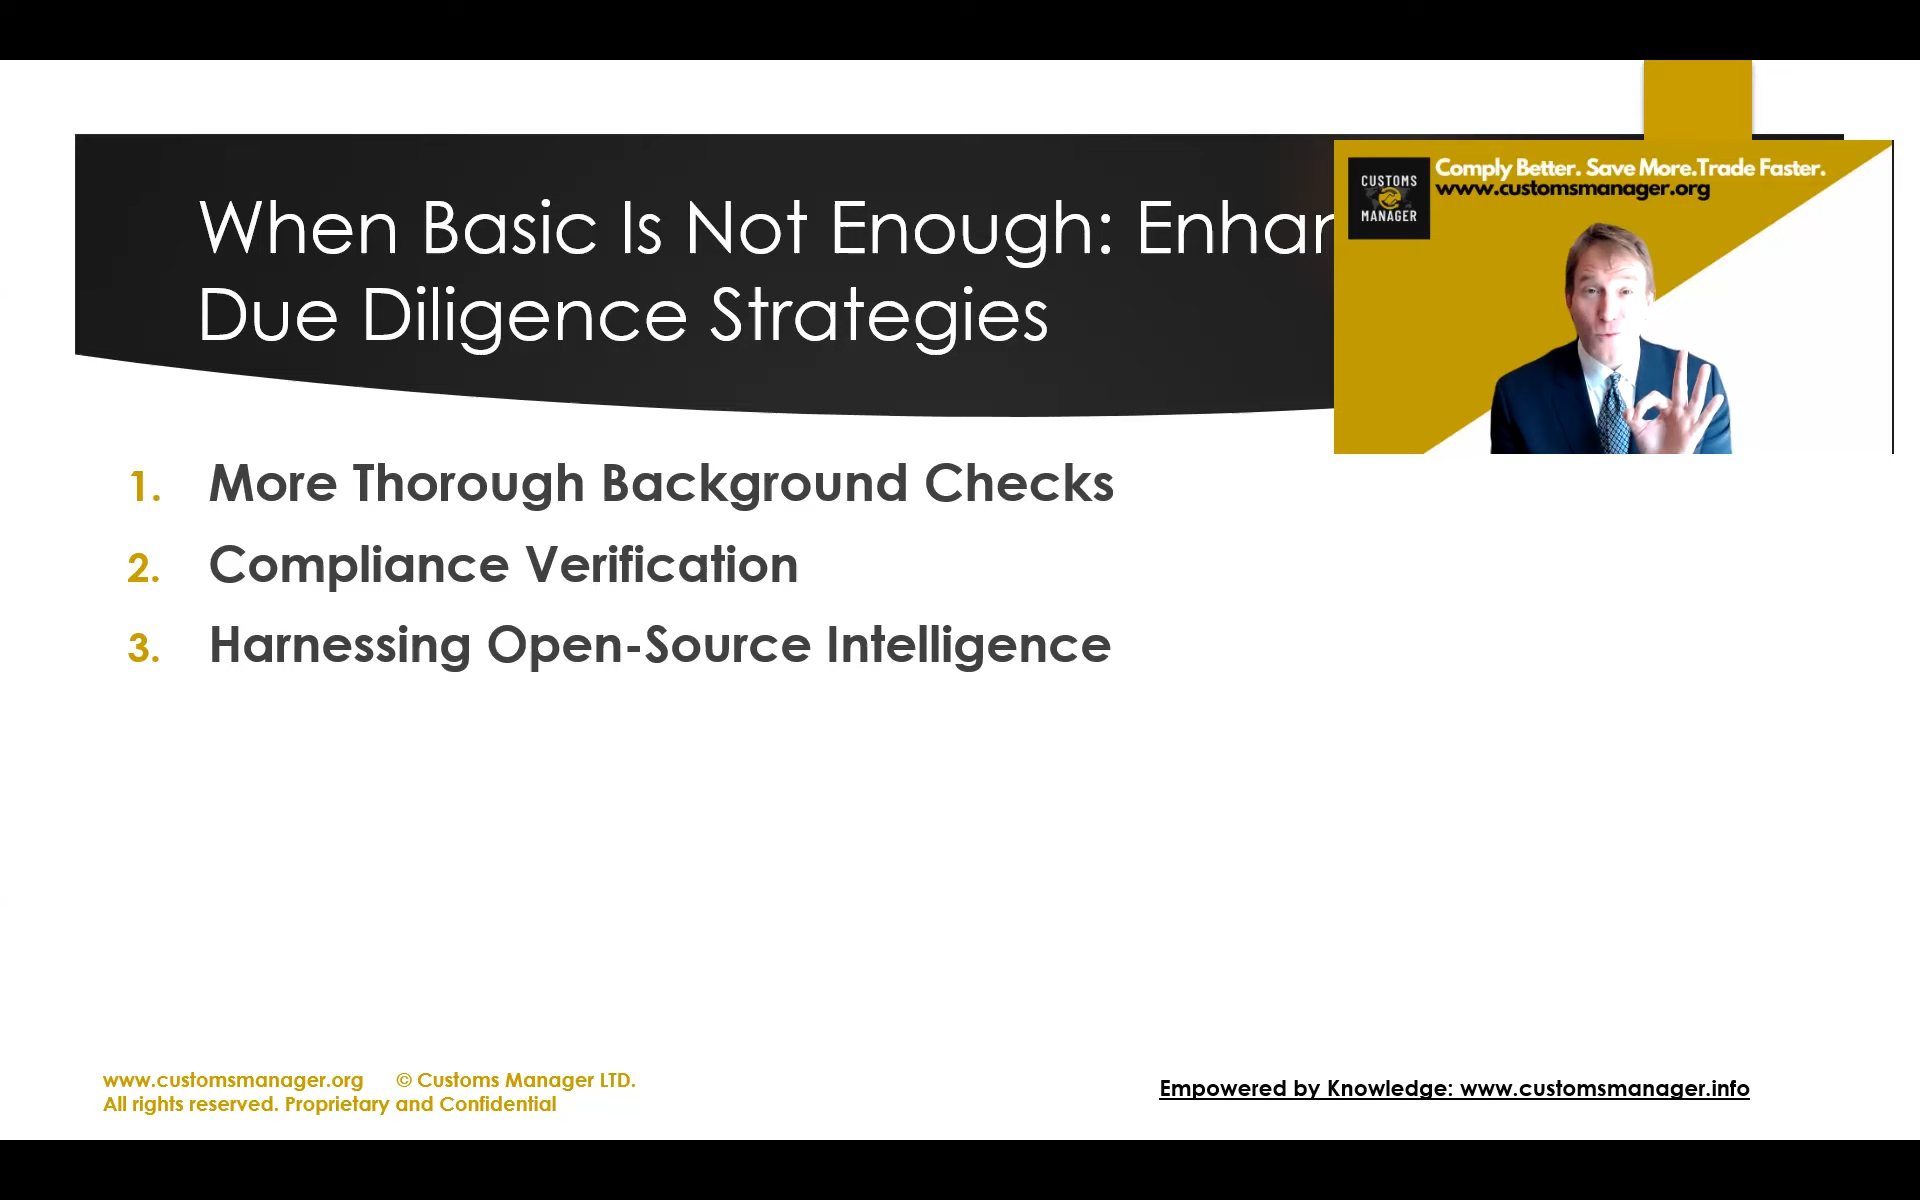 When Basic Is Not Enough: Enhan
Due Diligence Strategies
CUSTOMS
MANAGER
Comply Better. Save More.Trade Faster.
www.customsmanager.org
1. More Thorough Background Checks
2. Compliance Verification
3. Harnessing Open-Source Intelligence
www.customsmanager.org © Customs Manager LTD.
All rights reserved. Proprietary and Confidential
Empowered by Knowledge: www.customsmanager.info